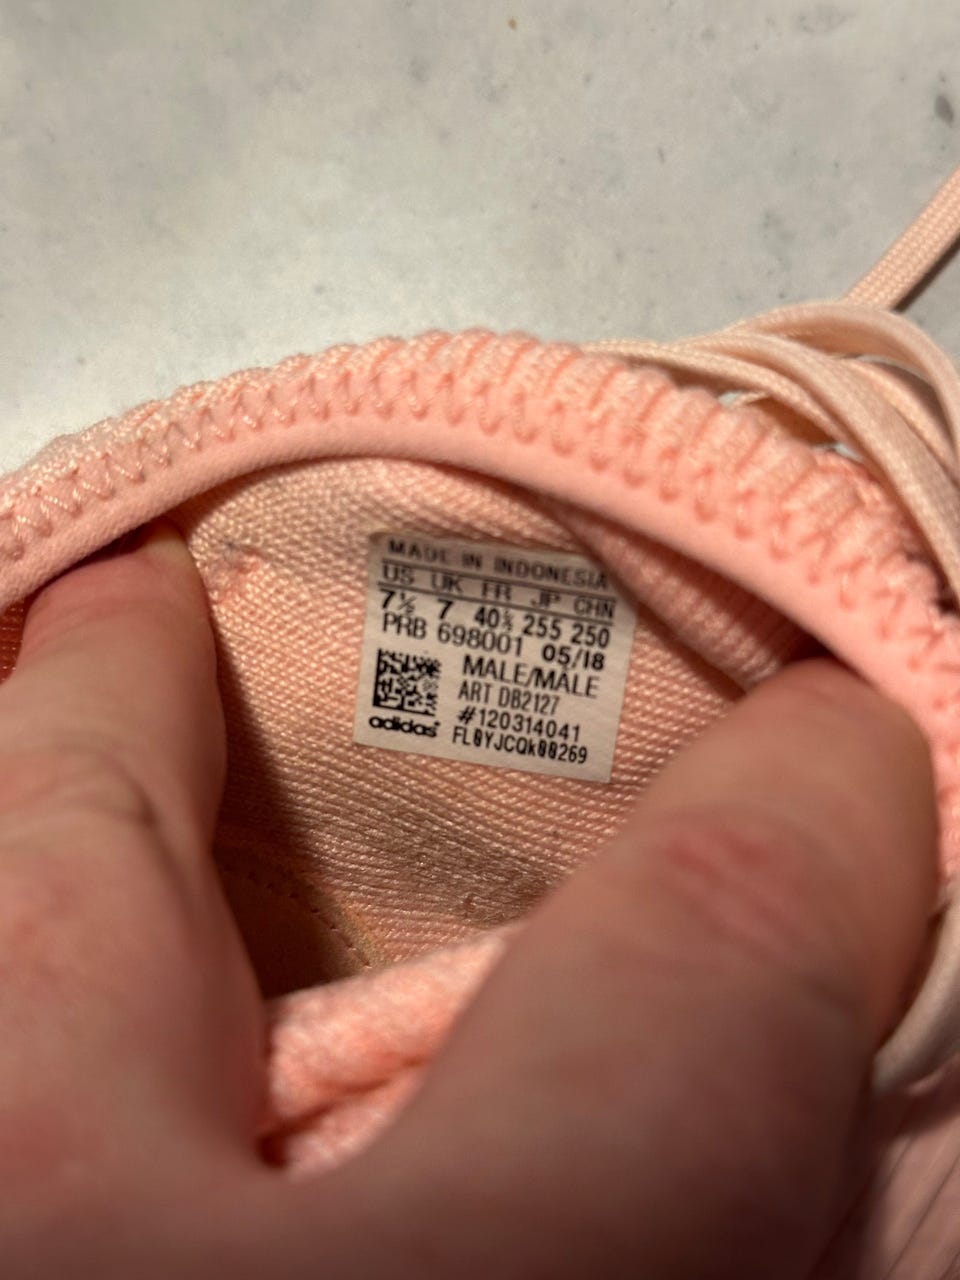 MADE IN INDONESIA
US UK FR JP CHN
7½ 7 40⅔ 255 250
PRB 698001 05/18
MALE/MÂLE
ART DB2127
#120314041
adidas FL0YJCQk00269